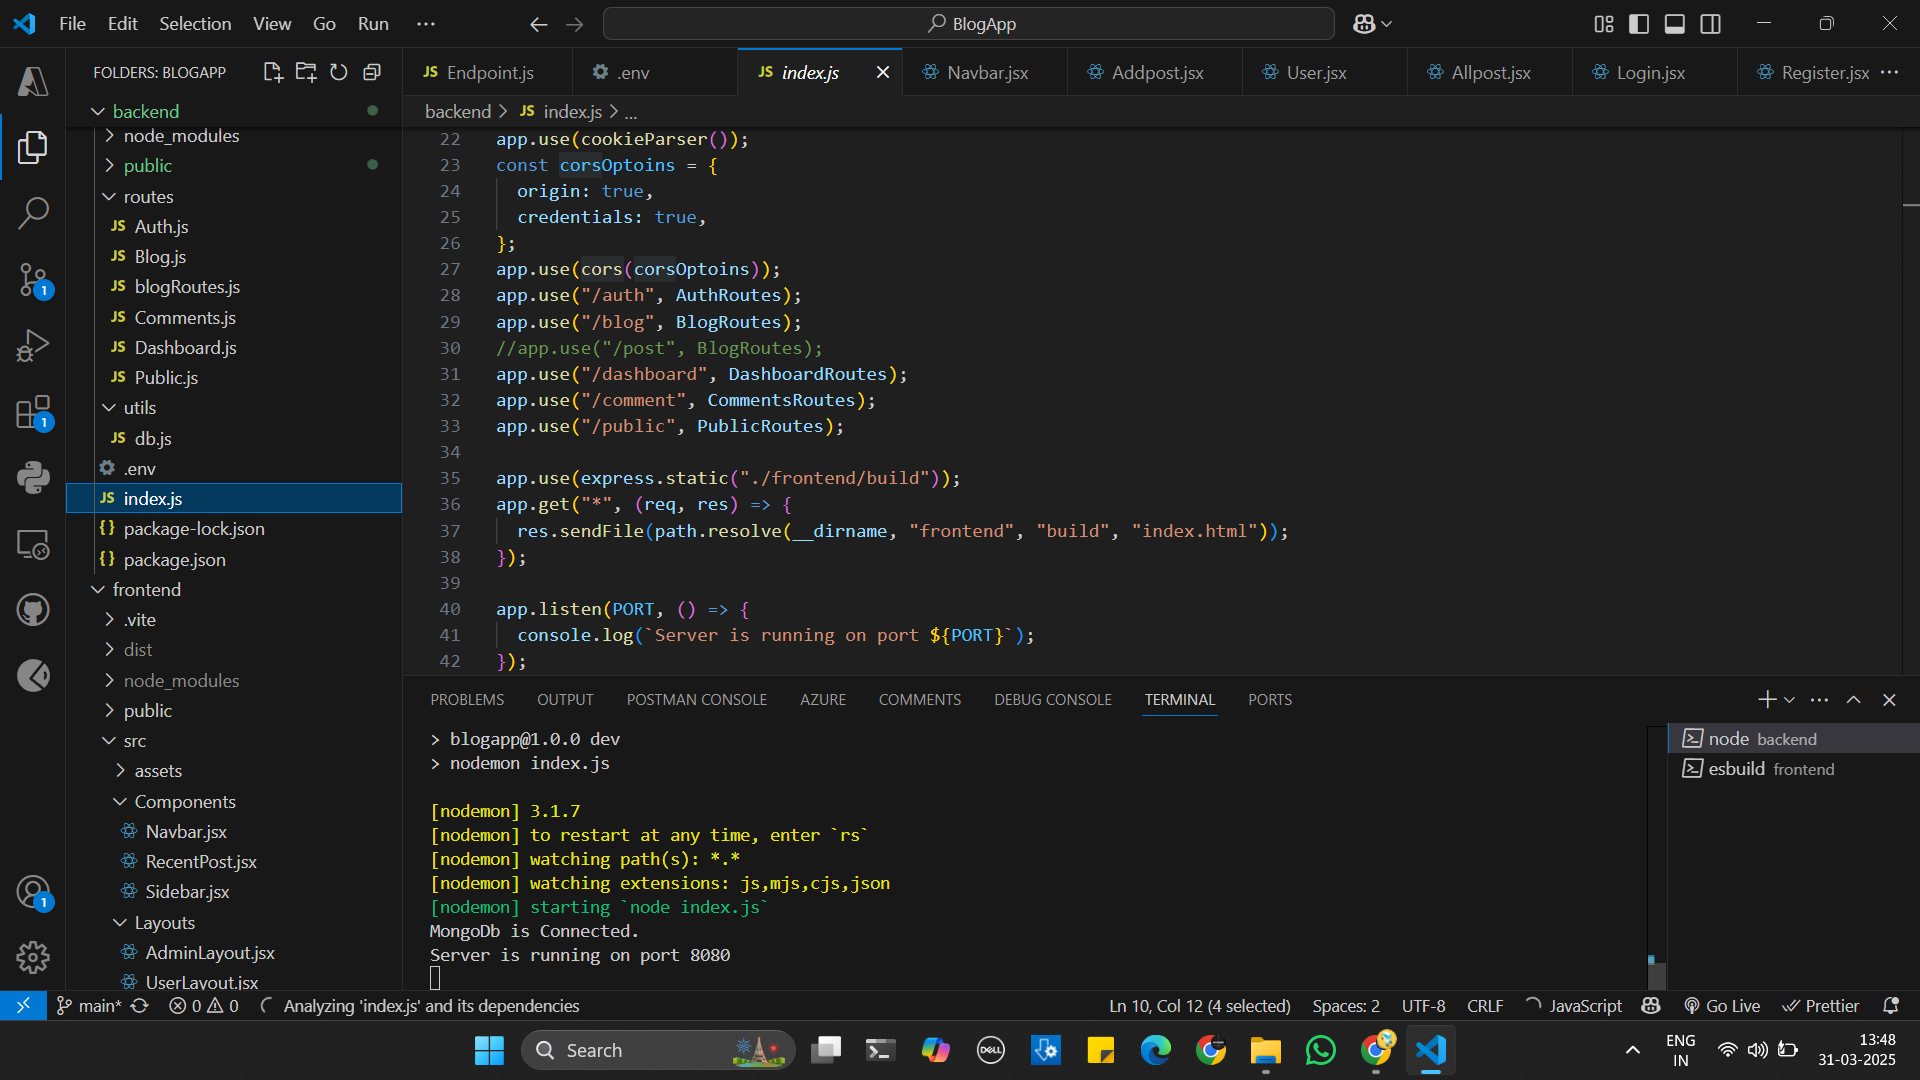 File Edit Selection View Go Run ...
BlogApp
FOLDERS: BLOGAPP
JS Endpoint.js
.env
JS index.js
Navbar.jsx
Addpost.jsx
User.jsx
Allpost.jsx
Login.jsx
Register.jsx ...
backend > JS index.js > ...
backend
node_modules
public
routes
JS Auth.js
JS Blog.js
JS blogRoutes.js
JS Comments.js
JS Dashboard.js
JS Public.js
utils
JS db.js
.env
JS index.js
{} package-lock.json
{} package.json
frontend
.vite
dist
node_modules
public
src
assets
Components
Navbar.jsx
RecentPost.jsx
Sidebar.jsx
Layouts
AdminLayout.jsx
UserLayout.jsx
1
1
1
22 app.use(cookieParser());
23 const corsOptoins = {
24 origin: true,
25 credentials: true,
26 };
27 app.use(cors(corsOptoins));
28 app.use("/auth", AuthRoutes);
29 app.use("/blog", BlogRoutes);
30 //app.use("/post", BlogRoutes);
31 app.use("/dashboard", DashboardRoutes);
32 app.use("/comment", CommentsRoutes);
33 app.use("/public", PublicRoutes);
34
35 app.use(express.static("./frontend/build"));
36 app.get("*", (req, res) => {
37 res.sendFile(path.resolve(__dirname, "frontend", "build", "index.html"));
38 });
39
40 app.listen(PORT, () => {
41 console.log(`Server is running on port ${PORT}`);
42 });
PROBLEMS OUTPUT POSTMAN CONSOLE AZURE COMMENTS DEBUG CONSOLE TERMINAL PORTS
> blogapp@1.0.0 dev
> nodemon index.js
[nodemon] 3.1.7
[nodemon] to restart at any time, enter `rs`
[nodemon] watching path(s): *.*
[nodemon] watching extensions: js,mjs,cjs,json
[nodemon] starting `node index.js`
MongoDb is Connected.
Server is running on port 8080
node backend
esbuild frontend
main* 0 0 Analyzing 'index.js' and its dependencies
Ln 10, Col 12 (4 selected) Spaces: 2 UTF-8 CRLF JavaScript Go Live Prettier
Search
DELL
ENG
IN
13:48
31-03-2025